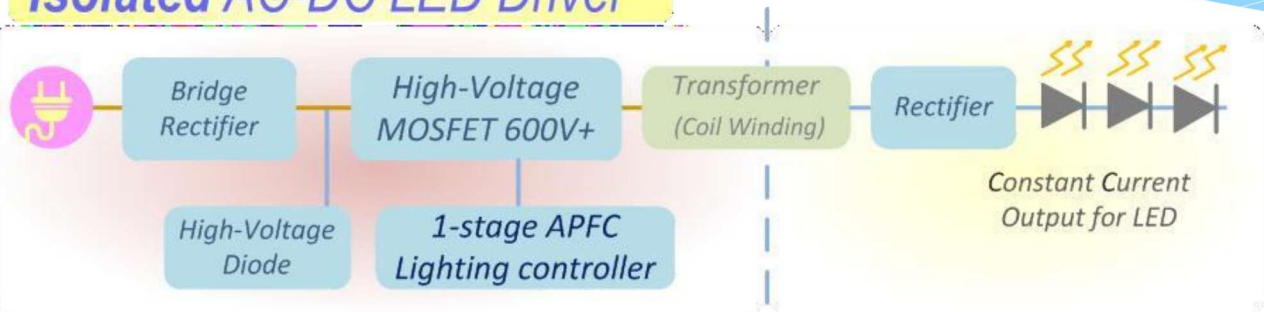 Isolated AC-DC LED Driver
Bridge
Rectifier
High-Voltage
MOSFET 600V+
Transformer
(Coil Winding)
Rectifier
High-Voltage
Diode
1-stage APFC
Lighting controller
Constant Current
Output for LED